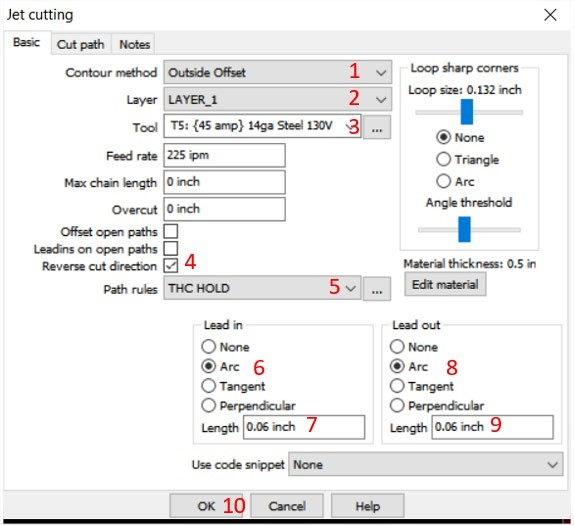 Jet cutting
Basic Cut path Notes
Contour method Outside Offset 1
Layer LAYER_1 2
Tool T5: {45 amp} 14ga Steel 130V 3 ...
Feed rate 225 ipm
Max chain length 0 inch
Overcut 0 inch
Offset open paths
Leadins on open paths
Reverse cut direction 4
Path rules THC HOLD 5 ...
Loop sharp corners
Loop size: 0.132 inch
None
Triangle
Arc
Angle threshold
Material thickness: 0.5 in
Edit material
Lead in
None
Arc 6
Tangent
Perpendicular
Length 0.06 inch 7
Lead out
None
Arc 8
Tangent
Perpendicular
Length 0.06 inch 9
Use code snippet None
OK 10 Cancel Help